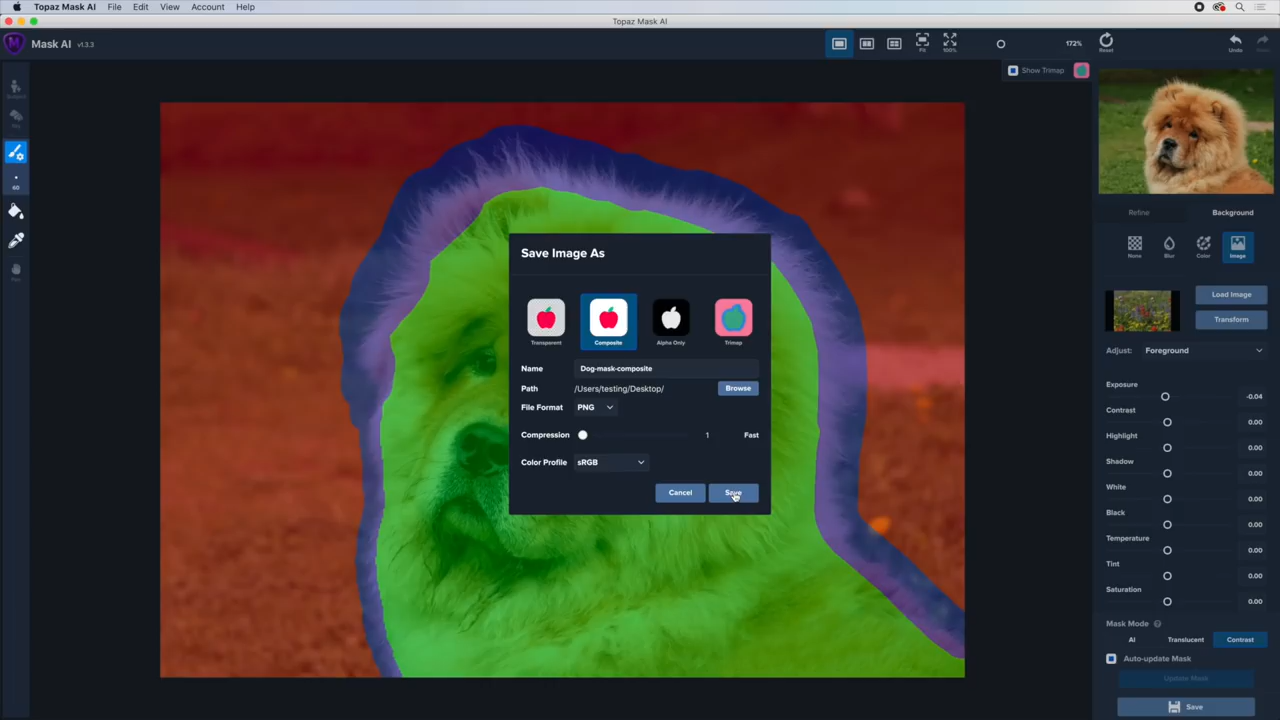 Topaz Mask AI File Edit View Account Help
Topaz Mask AI
Mask AI v1.3.3
Fit 100% 172% Reset Undo
Show Trimap
60
Refine Background
None Blur Color Image
Load Image
Transform
Adjust: Foreground
Exposure -0.04
Contrast 0.00
Highlight 0.00
Shadow 0.00
White 0.00
Black 0.00
Temperature 0.00
Tint 0.00
Saturation 0.00
Mask Mode ?
AI Translucent Contrast
Auto-update Mask
Update Mask
Save
Save Image As
Transparent Composite Alpha Only Trimap
Name Dog-mask-composite
Path /Users/testing/Desktop/ Browse
File Format PNG
Compression 1 Fast
Color Profile sRGB
Cancel Save